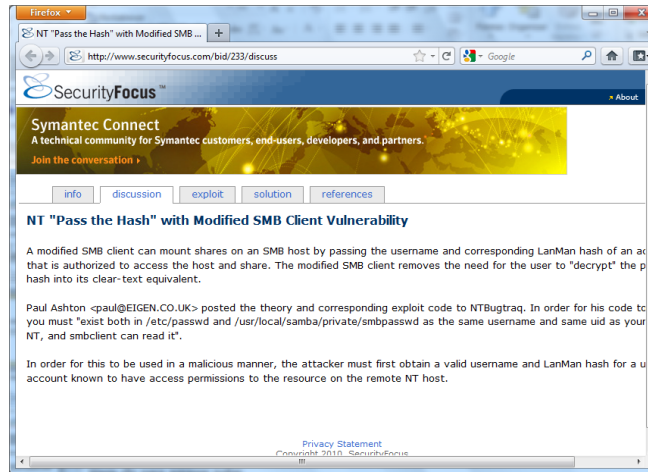 Firefox
NT "Pass the Hash" with Modified SMB ...
http://www.securityfocus.com/bid/233/discuss
Google
SecurityFocus™
About
Symantec Connect
A technical community for Symantec customers, end-users, developers, and partners.
Join the conversation
info discussion exploit solution references
NT "Pass the Hash" with Modified SMB Client Vulnerability
A modified SMB client can mount shares on an SMB host by passing the username and corresponding LanMan hash of an ac
that is authorized to access the host and share. The modified SMB client removes the need for the user to "decrypt" the p
hash into its clear-text equivalent.
Paul Ashton <paul@EIGEN.CO.UK> posted the theory and corresponding exploit code to NTBugtraq. In order for his code to
you must "exist both in /etc/passwd and /usr/local/samba/private/smbpasswd as the same username and same uid as your
NT, and smbclient can read it".
In order for this to be used in a malicious manner, the attacker must first obtain a valid username and LanMan hash for a u
account known to have access permissions to the resource on the remote NT host.
Privacy Statement
Copyright 2010, SecurityFocus